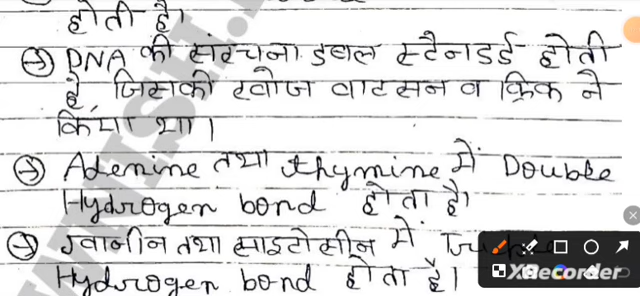 होती है।
→ DNA की संरचना डबल स्टैनडर्ड होती
है, जिसकी खोज वाटसन व क्रिक ने
किया था।
→ Adenine तथा thymine में Double
Hydrogen bond होता है।
→ ग्वानीन तथा साइटोसीन में
Hydrogen bond होता है।
XRecorder